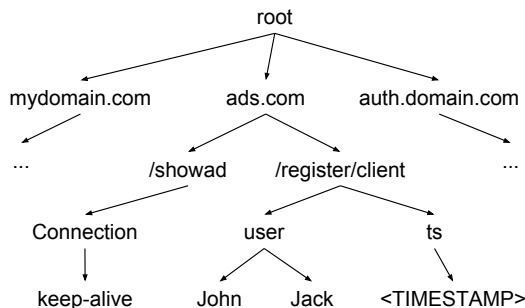 root
mydomain.com ads.com auth.domain.com
... /showad /register/client ...
Connection user ts
keep-alive John Jack <TIMESTAMP>